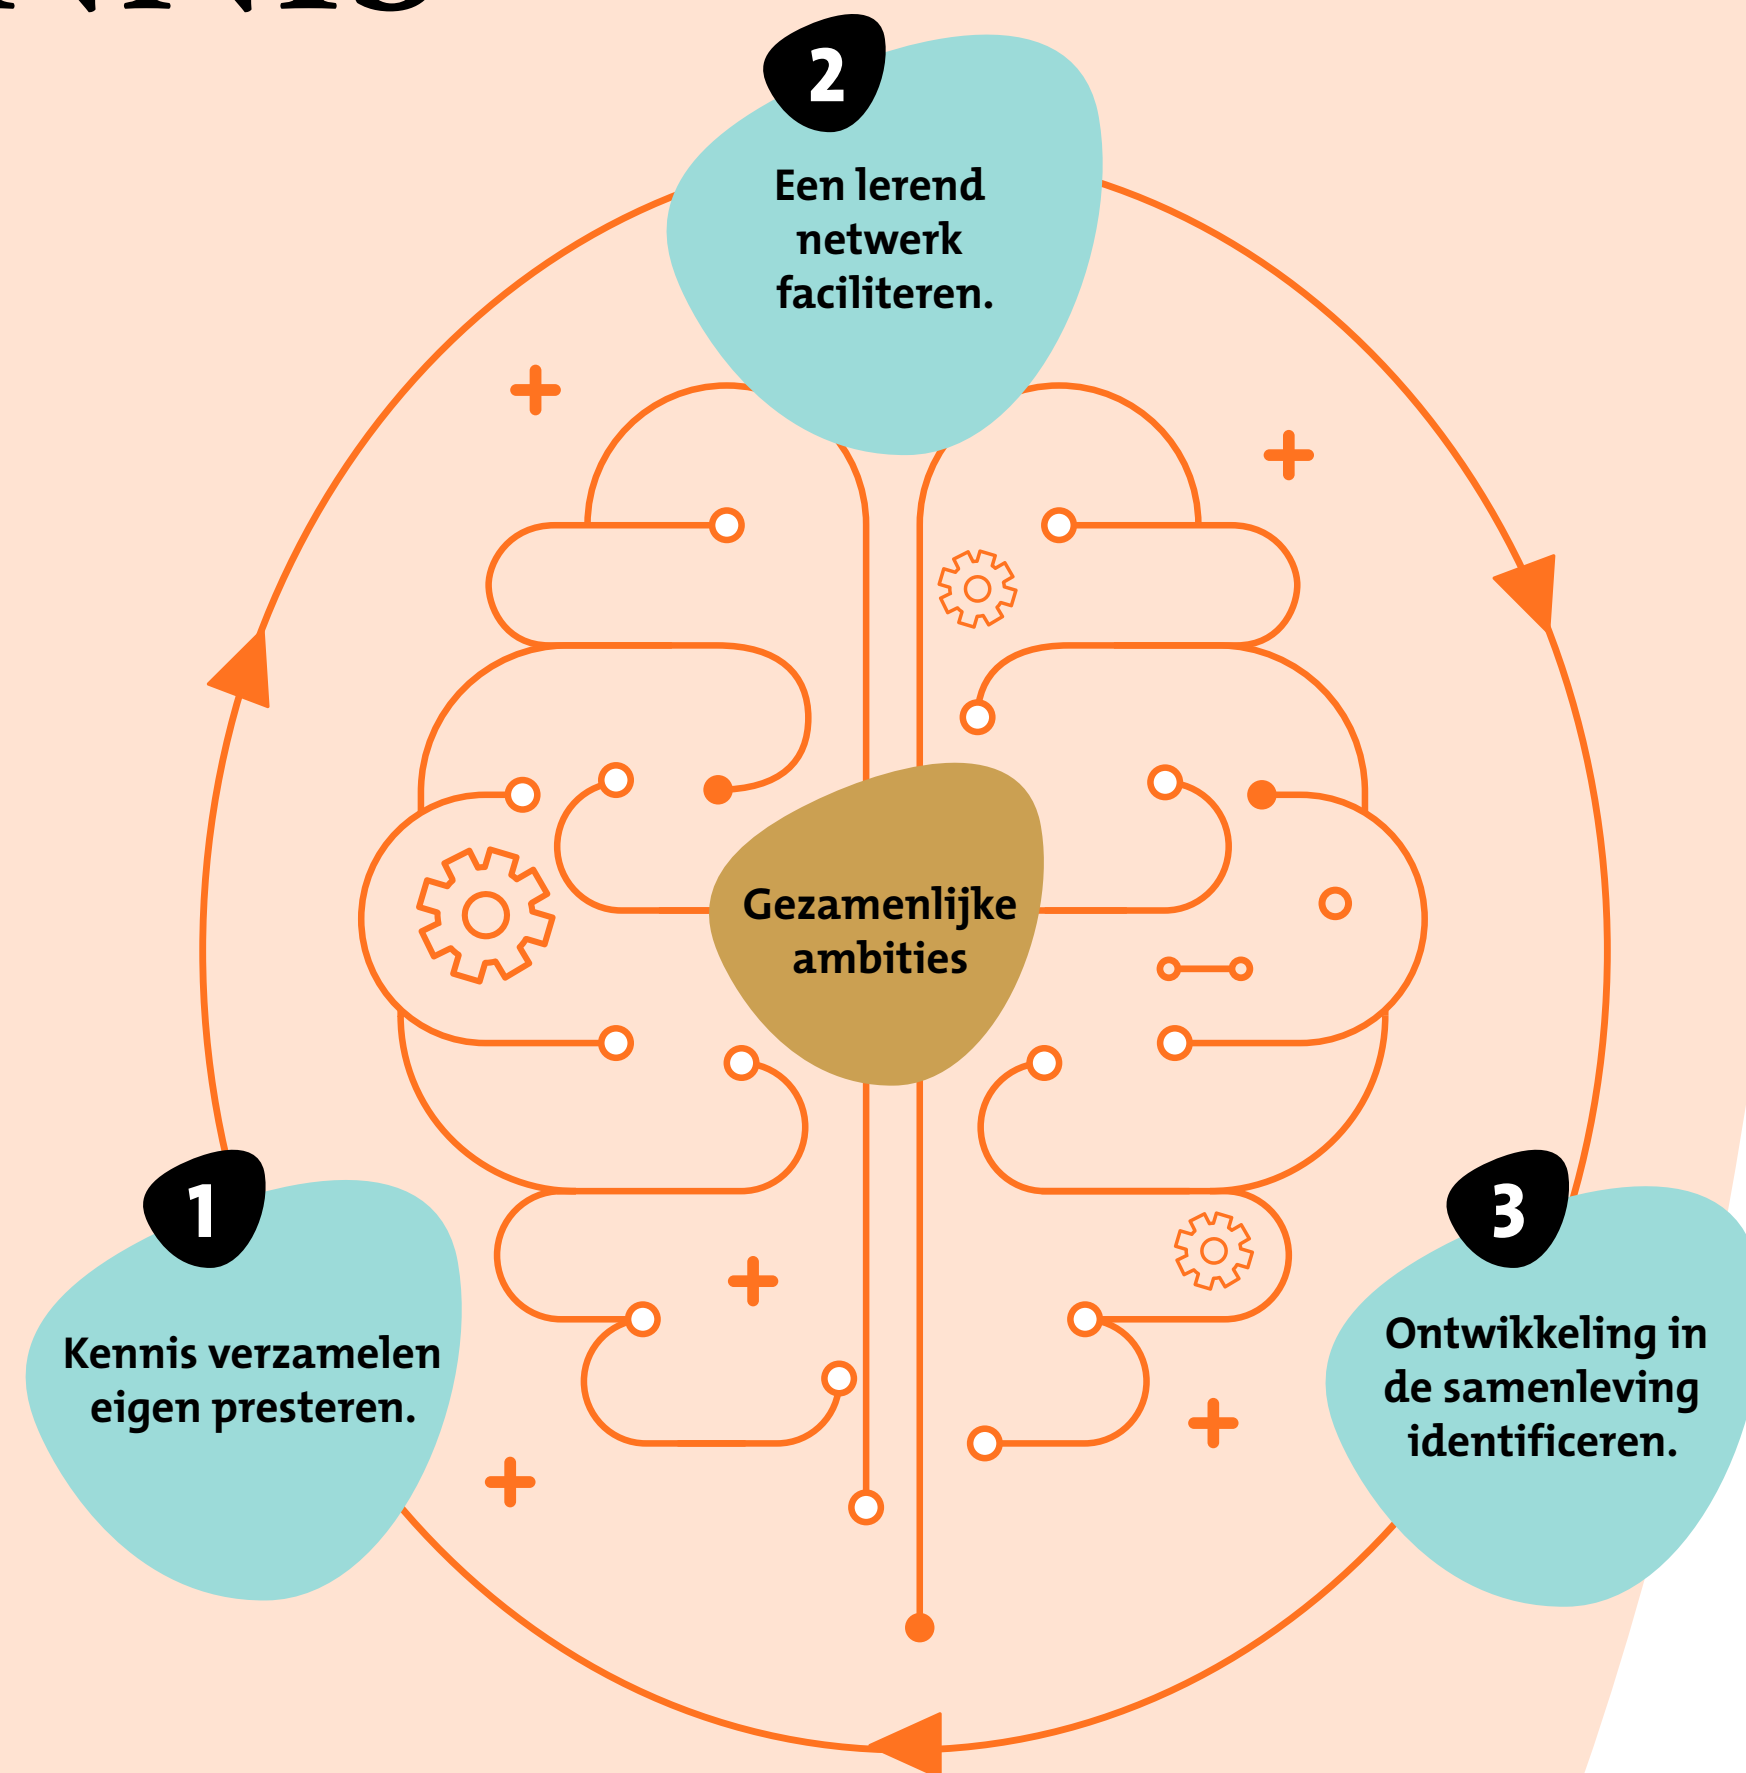 2
Een lerend
netwerk
faciliteren.
Gezamenlijke
ambities
1
Kennis verzamelen
eigen presteren.
3
Ontwikkeling in
de samenleving
identificeren.